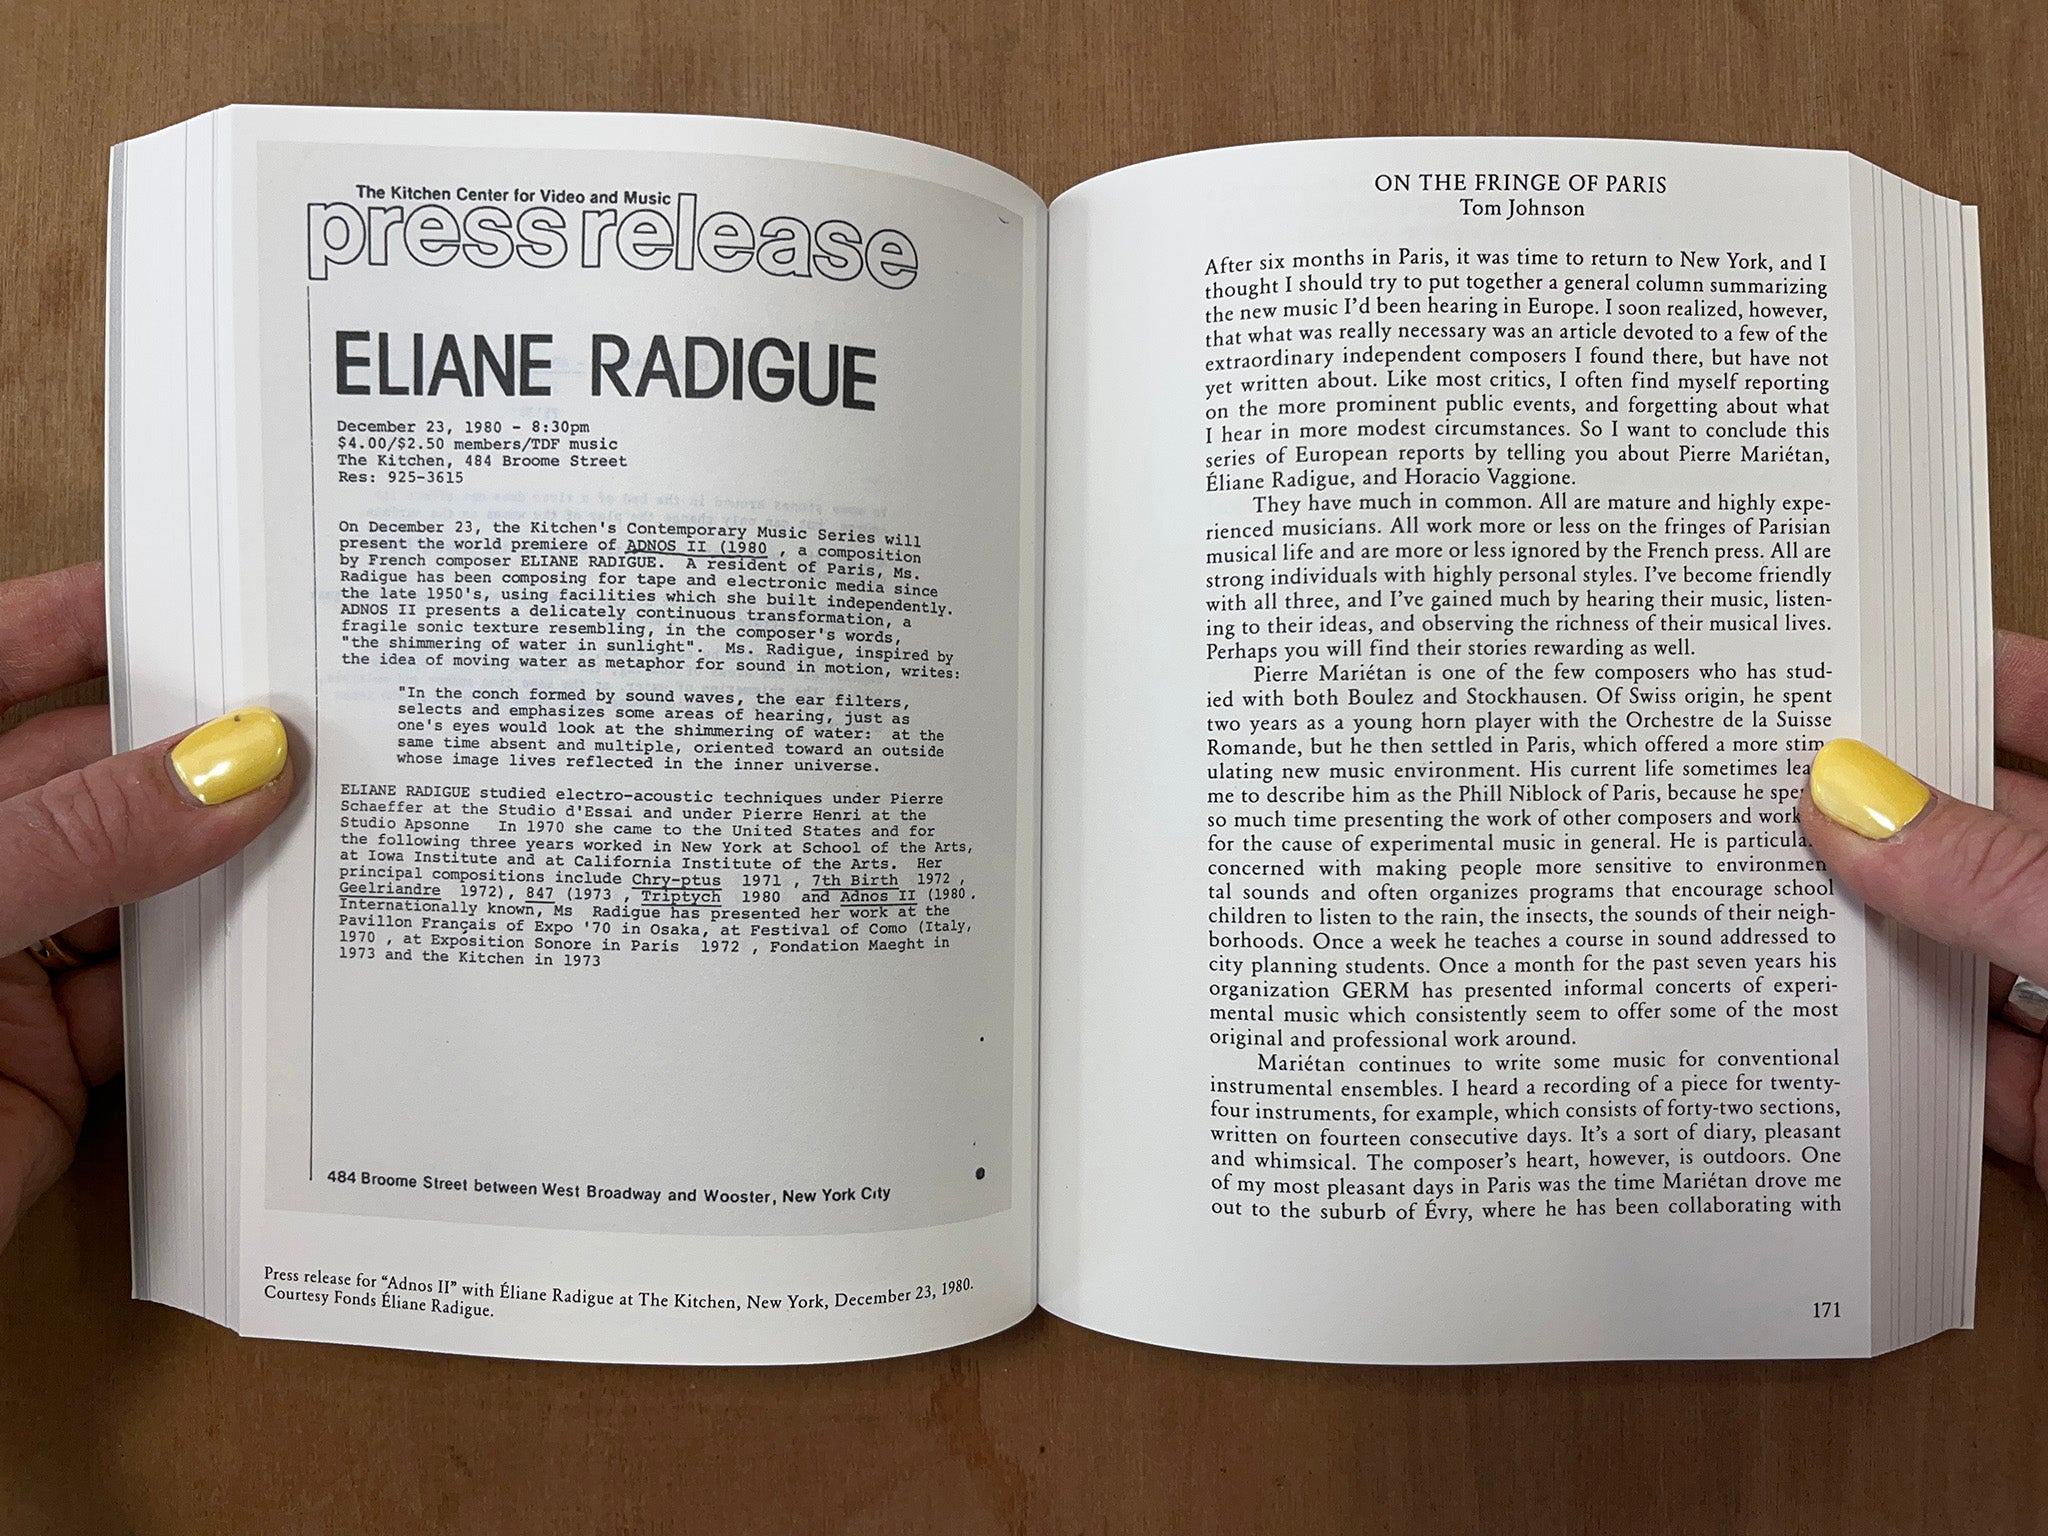 The Kitchen Center for Video and Music
press release
ELIANE RADIGUE
December 23, 1980 - 8:30pm
$4.00/$2.50 members/TDF music
The Kitchen, 484 Broome Street
Res: 925-3615
On December 23, the Kitchen's Contemporary Music Series will
present the world premiere of ADNOS II (1980 , a composition
by French composer ELIANE RADIGUE. A resident of Paris, Ms.
Radigue has been composing for tape and electronic media since
the late 1950's, using facilities which she built independently.
ADNOS II presents a delicately continuous transformation, a
fragile sonic texture resembling, in the composer's words,
"the shimmering of water in sunlight". Ms. Radigue, inspired by
the idea of moving water as metaphor for sound in motion, writes:
"In the conch formed by sound waves, the ear filters,
selects and emphasizes some areas of hearing, just as
one's eyes would look at the shimmering of water: at the
same time absent and multiple, oriented toward an outside
whose image lives reflected in the inner universe.
ELIANE RADIGUE studied electro-acoustic techniques under Pierre
Schaeffer at the Studio d'Essai and under Pierre Henri at the
Studio Apsonne In 1970 she came to the United States and for
the following three years worked in New York at School of the Arts,
at Iowa Institute and at California Institute of the Arts. Her
principal compositions include Chry-ptus 1971 , 7th Birth 1972 ,
Geelriandre 1972), 847 (1973 , Triptych 1980 and Adnos II (1980 .
Internationally known, Ms Radigue has presented her work at the
Pavillon Français of Expo '70 in Osaka, at Festival of Como (Italy,
1970 , at Exposition Sonore in Paris 1972 , Fondation Maeght in
1973 and the Kitchen in 1973
484 Broome Street between West Broadway and Wooster, New York City
Press release for “Adnos II” with Éliane Radigue at The Kitchen, New York, December 23, 1980.
Courtesy Fonds Éliane Radigue.
ON THE FRINGE OF PARIS
Tom Johnson
After six months in Paris, it was time to return to New York, and I
thought I should try to put together a general column summarizing
the new music I’d been hearing in Europe. I soon realized, however,
that what was really necessary was an article devoted to a few of the
extraordinary independent composers I found there, but have not
yet written about. Like most critics, I often find myself reporting
on the more prominent public events, and forgetting about what
I hear in more modest circumstances. So I want to conclude this
series of European reports by telling you about Pierre Mariétan,
Éliane Radigue, and Horacio Vaggione.
They have much in common. All are mature and highly expe-
rienced musicians. All work more or less on the fringes of Parisian
musical life and are more or less ignored by the French press. All are
strong individuals with highly personal styles. I’ve become friendly
with all three, and I’ve gained much by hearing their music, listen-
ing to their ideas, and observing the richness of their musical lives.
Perhaps you will find their stories rewarding as well.
Pierre Mariétan is one of the few composers who has stud-
ied with both Boulez and Stockhausen. Of Swiss origin, he spent
two years as a young horn player with the Orchestre de la Suisse
Romande, but he then settled in Paris, which offered a more stim
ulating new music environment. His current life sometimes
me to describe him as the Phill Niblock of Paris, because he
so much time presenting the work of other composers and
for the cause of experimental music in general. He is
concerned with making people more sensitive to environmen
tal sounds and often organizes programs that encourage school
children to listen to the rain, the insects, the sounds of their neigh-
borhoods. Once a week he teaches a course in sound addressed to
city planning students. Once a month for the past seven years his
organization GERM has presented informal concerts of experi-
mental music which consistently seem to offer some of the most
original and professional work around.
Mariétan continues to write some music for conventional
instrumental ensembles. I heard a recording of a piece for twenty-
four instruments, for example, which consists of forty-two sections,
written on fourteen consecutive days. It’s a sort of diary, pleasant
and whimsical. The composer’s heart, however, is outdoors. One
of my most pleasant days in Paris was the time Mariétan drove me
out to the suburb of Évry, where he has been collaborating with
171